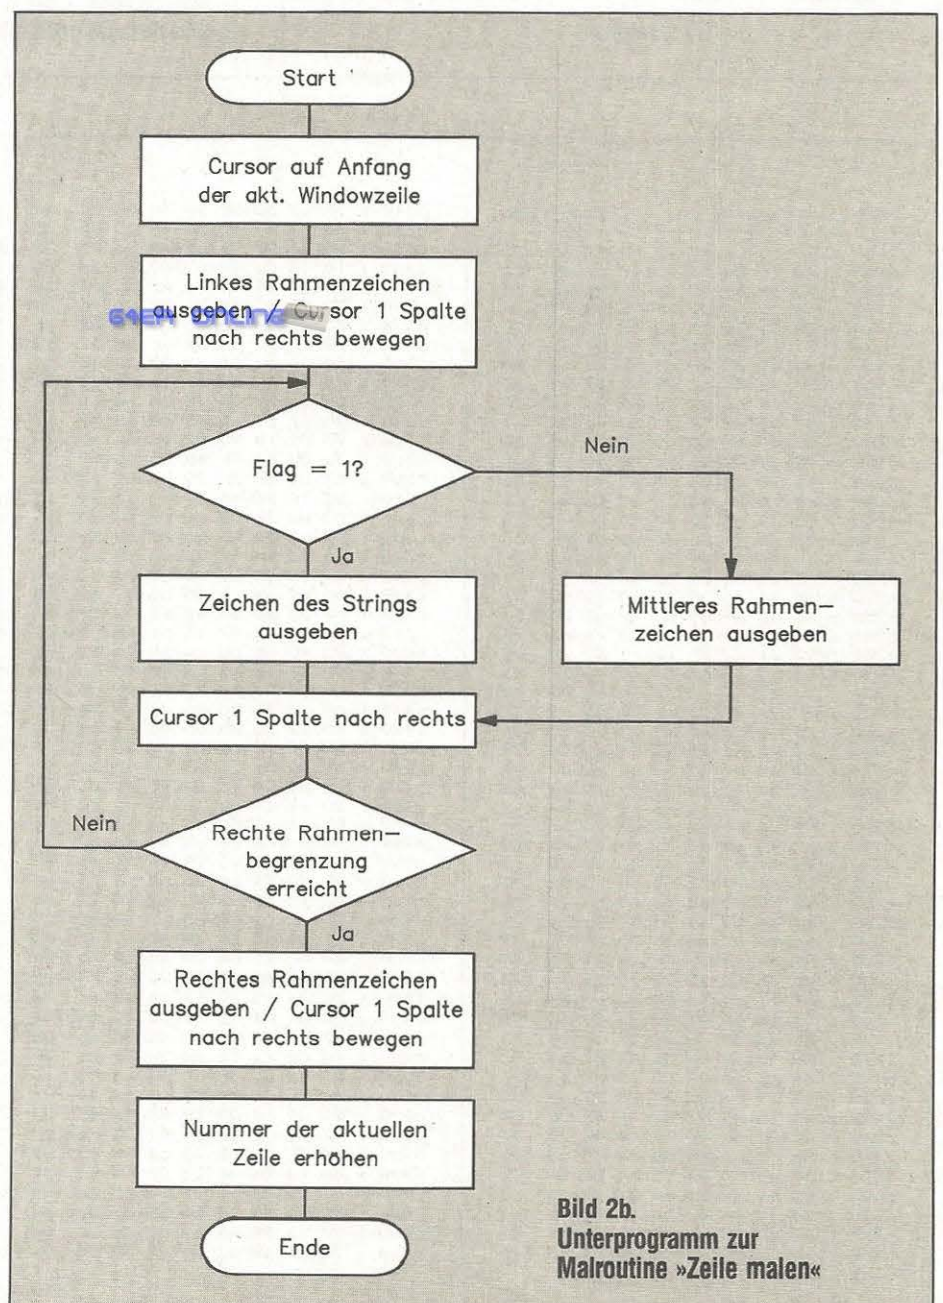 Start
Cursor auf Anfang
der akt. Windowzeile
Linkes Rahmenzeichen
ausgeben / Cursor 1 Spalte
nach rechts bewegen
64ER ONLINE
Flag = 1?
Nein
Ja
Zeichen des Strings
ausgeben
Mittleres Rahmen–
zeichen ausgeben
Cursor 1 Spalte nach rechts
Rechte Rahmen–
begrenzung
erreicht
Nein
Ja
Rechtes Rahmenzeichen
ausgeben / Cursor 1 Spalte
nach rechts bewegen
Nummer der aktuellen
Zeile erhöhen
Ende
Bild 2b.
Unterprogramm zur
Malroutine »Zeile malen«